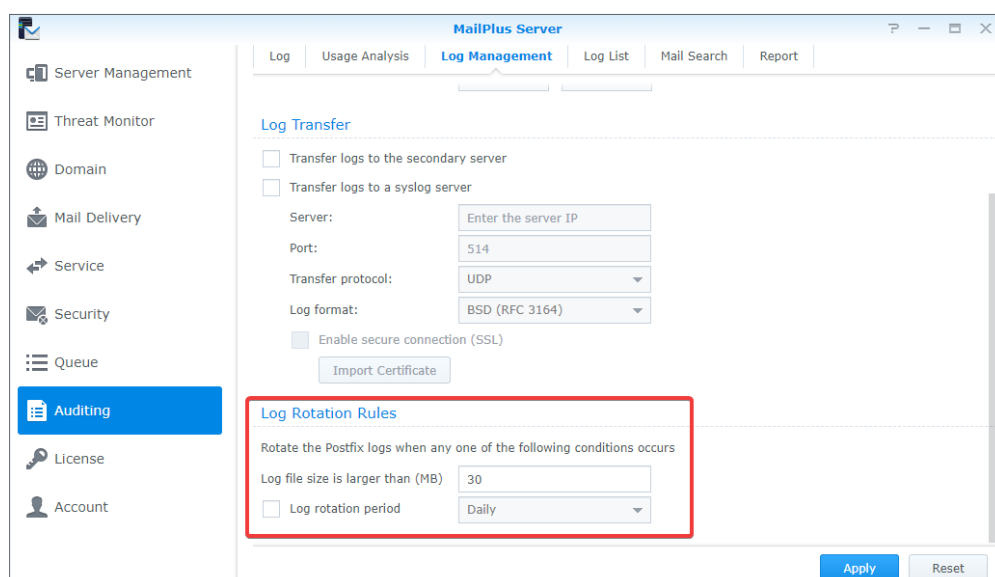 MailPlus Server
Server Management
Threat Monitor
Domain
Mail Delivery
Service
Security
Queue
Auditing
License
Account
Log Usage Analysis Log Management Log List Mail Search Report
Log Transfer
Transfer logs to the secondary server
Transfer logs to a syslog server
Server: Enter the server IP
Port: 514
Transfer protocol: UDP
Log format: BSD (RFC 3164)
Enable secure connection (SSL)
Import Certificate
Log Rotation Rules
Rotate the Postfix logs when any one of the following conditions occurs
Log file size is larger than (MB) 30
Log rotation period Daily
Apply Reset